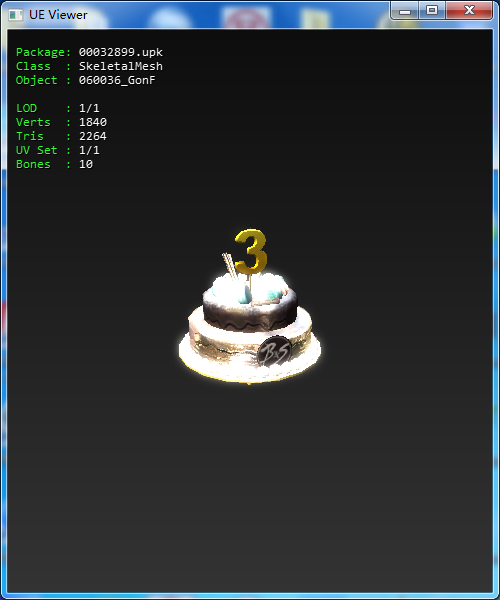 UE Viewer
Package: 00032899.upk
Class : SkeletalMesh
Object : 060036_GonF
LOD : 1/1
Verts : 1840
Tris : 2264
UV Set : 1/1
Bones : 10
3
B&S